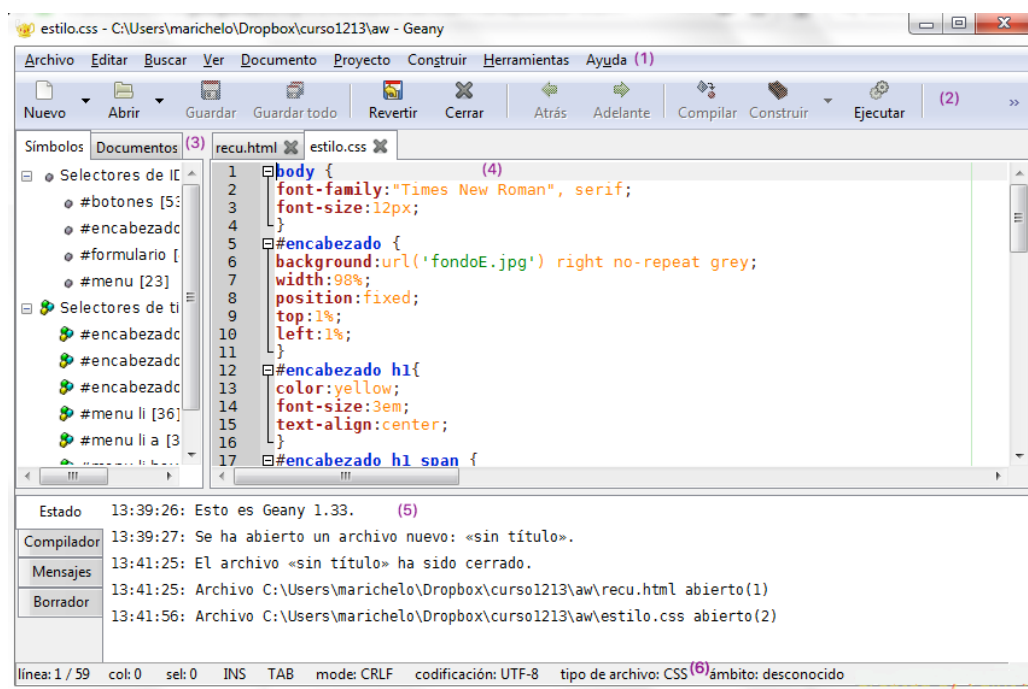 estilo.css - C:\Users\marichelo\Dropbox\curso1213\aw - Geany
Archivo Editar Buscar Ver Documento Proyecto Construir Herramientas Ayuda (1)
Nuevo Abrir Guardar Guardar todo Revertir Cerrar Atrás Adelante Compilar Construir Ejecutar (2) »
Símbolos Documentos (3) recu.html estilo.css
Selectores de ID
#botones [53
#encabezado
#formulario [
#menu [23]
Selectores de ti
#encabezado
#encabezado
#encabezado
#menu li [36]
#menu li a [3
1 body { (4)
2 font-family:"Times New Roman", serif;
3 font-size:12px;
4 }
5 #encabezado {
6 background:url('fondoE.jpg') right no-repeat grey;
7 width:98%;
8 position:fixed;
9 top:1%;
10 left:1%;
11 }
12 #encabezado h1{
13 color:yellow;
14 font-size:3em;
15 text-align:center;
16 }
17 #encabezado h1 span {
Estado
Compilador
Mensajes
Borrador
13:39:26: Esto es Geany 1.33. (5)
13:39:27: Se ha abierto un archivo nuevo: «sin título».
13:41:25: El archivo «sin título» ha sido cerrado.
13:41:25: Archivo C:\Users\marichelo\Dropbox\curso1213\aw\recu.html abierto(1)
13:41:56: Archivo C:\Users\marichelo\Dropbox\curso1213\aw\estilo.css abierto(2)
línea: 1 / 59 col: 0 sel: 0 INS TAB mode: CRLF codificación: UTF-8 tipo de archivo: CSS (6) ámbito: desconocido